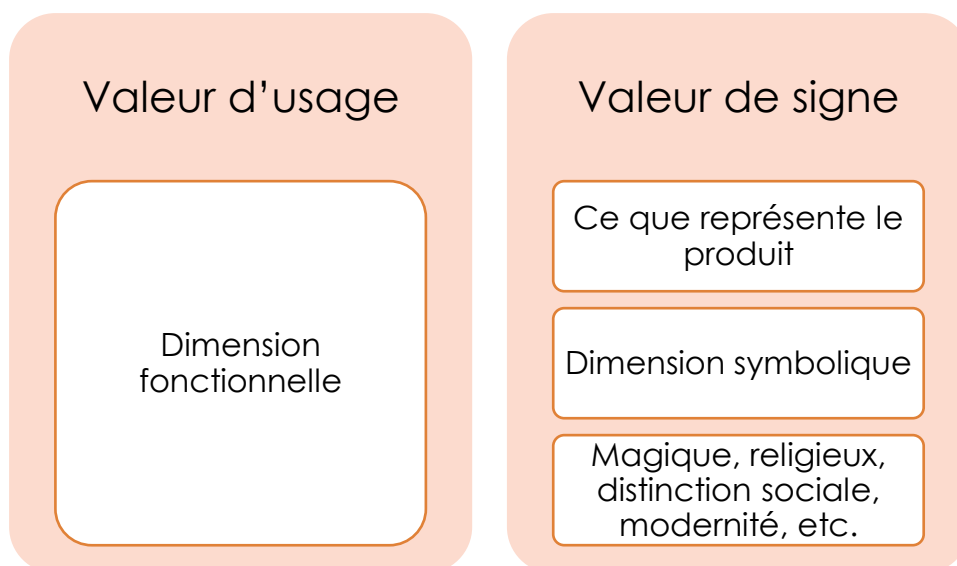 Valeur d’usage
Dimension
fonctionnelle
Valeur de signe
Ce que représente le
produit
Dimension symbolique
Magique, religieux,
distinction sociale,
modernité, etc.